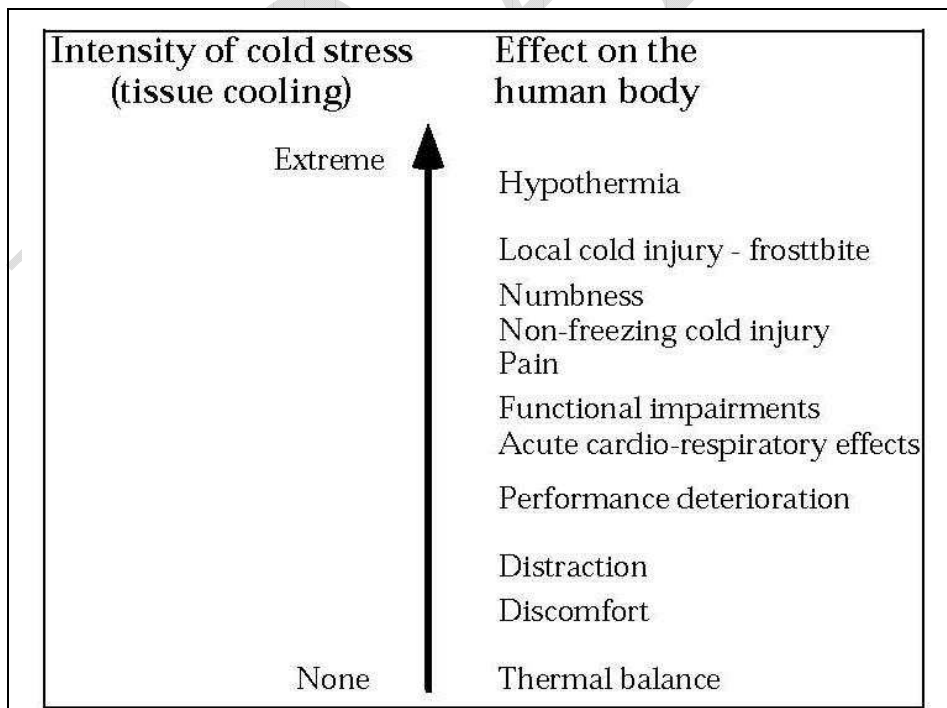 Intensity of cold stress
(tissue cooling)
Effect on the
human body
Extreme
Hypothermia
Local cold injury - frosttbite
Numbness
Non-freezing cold injury
Pain
Functional impairments
Acute cardio-respiratory effects
Performance deterioration
Distraction
Discomfort
None
Thermal balance